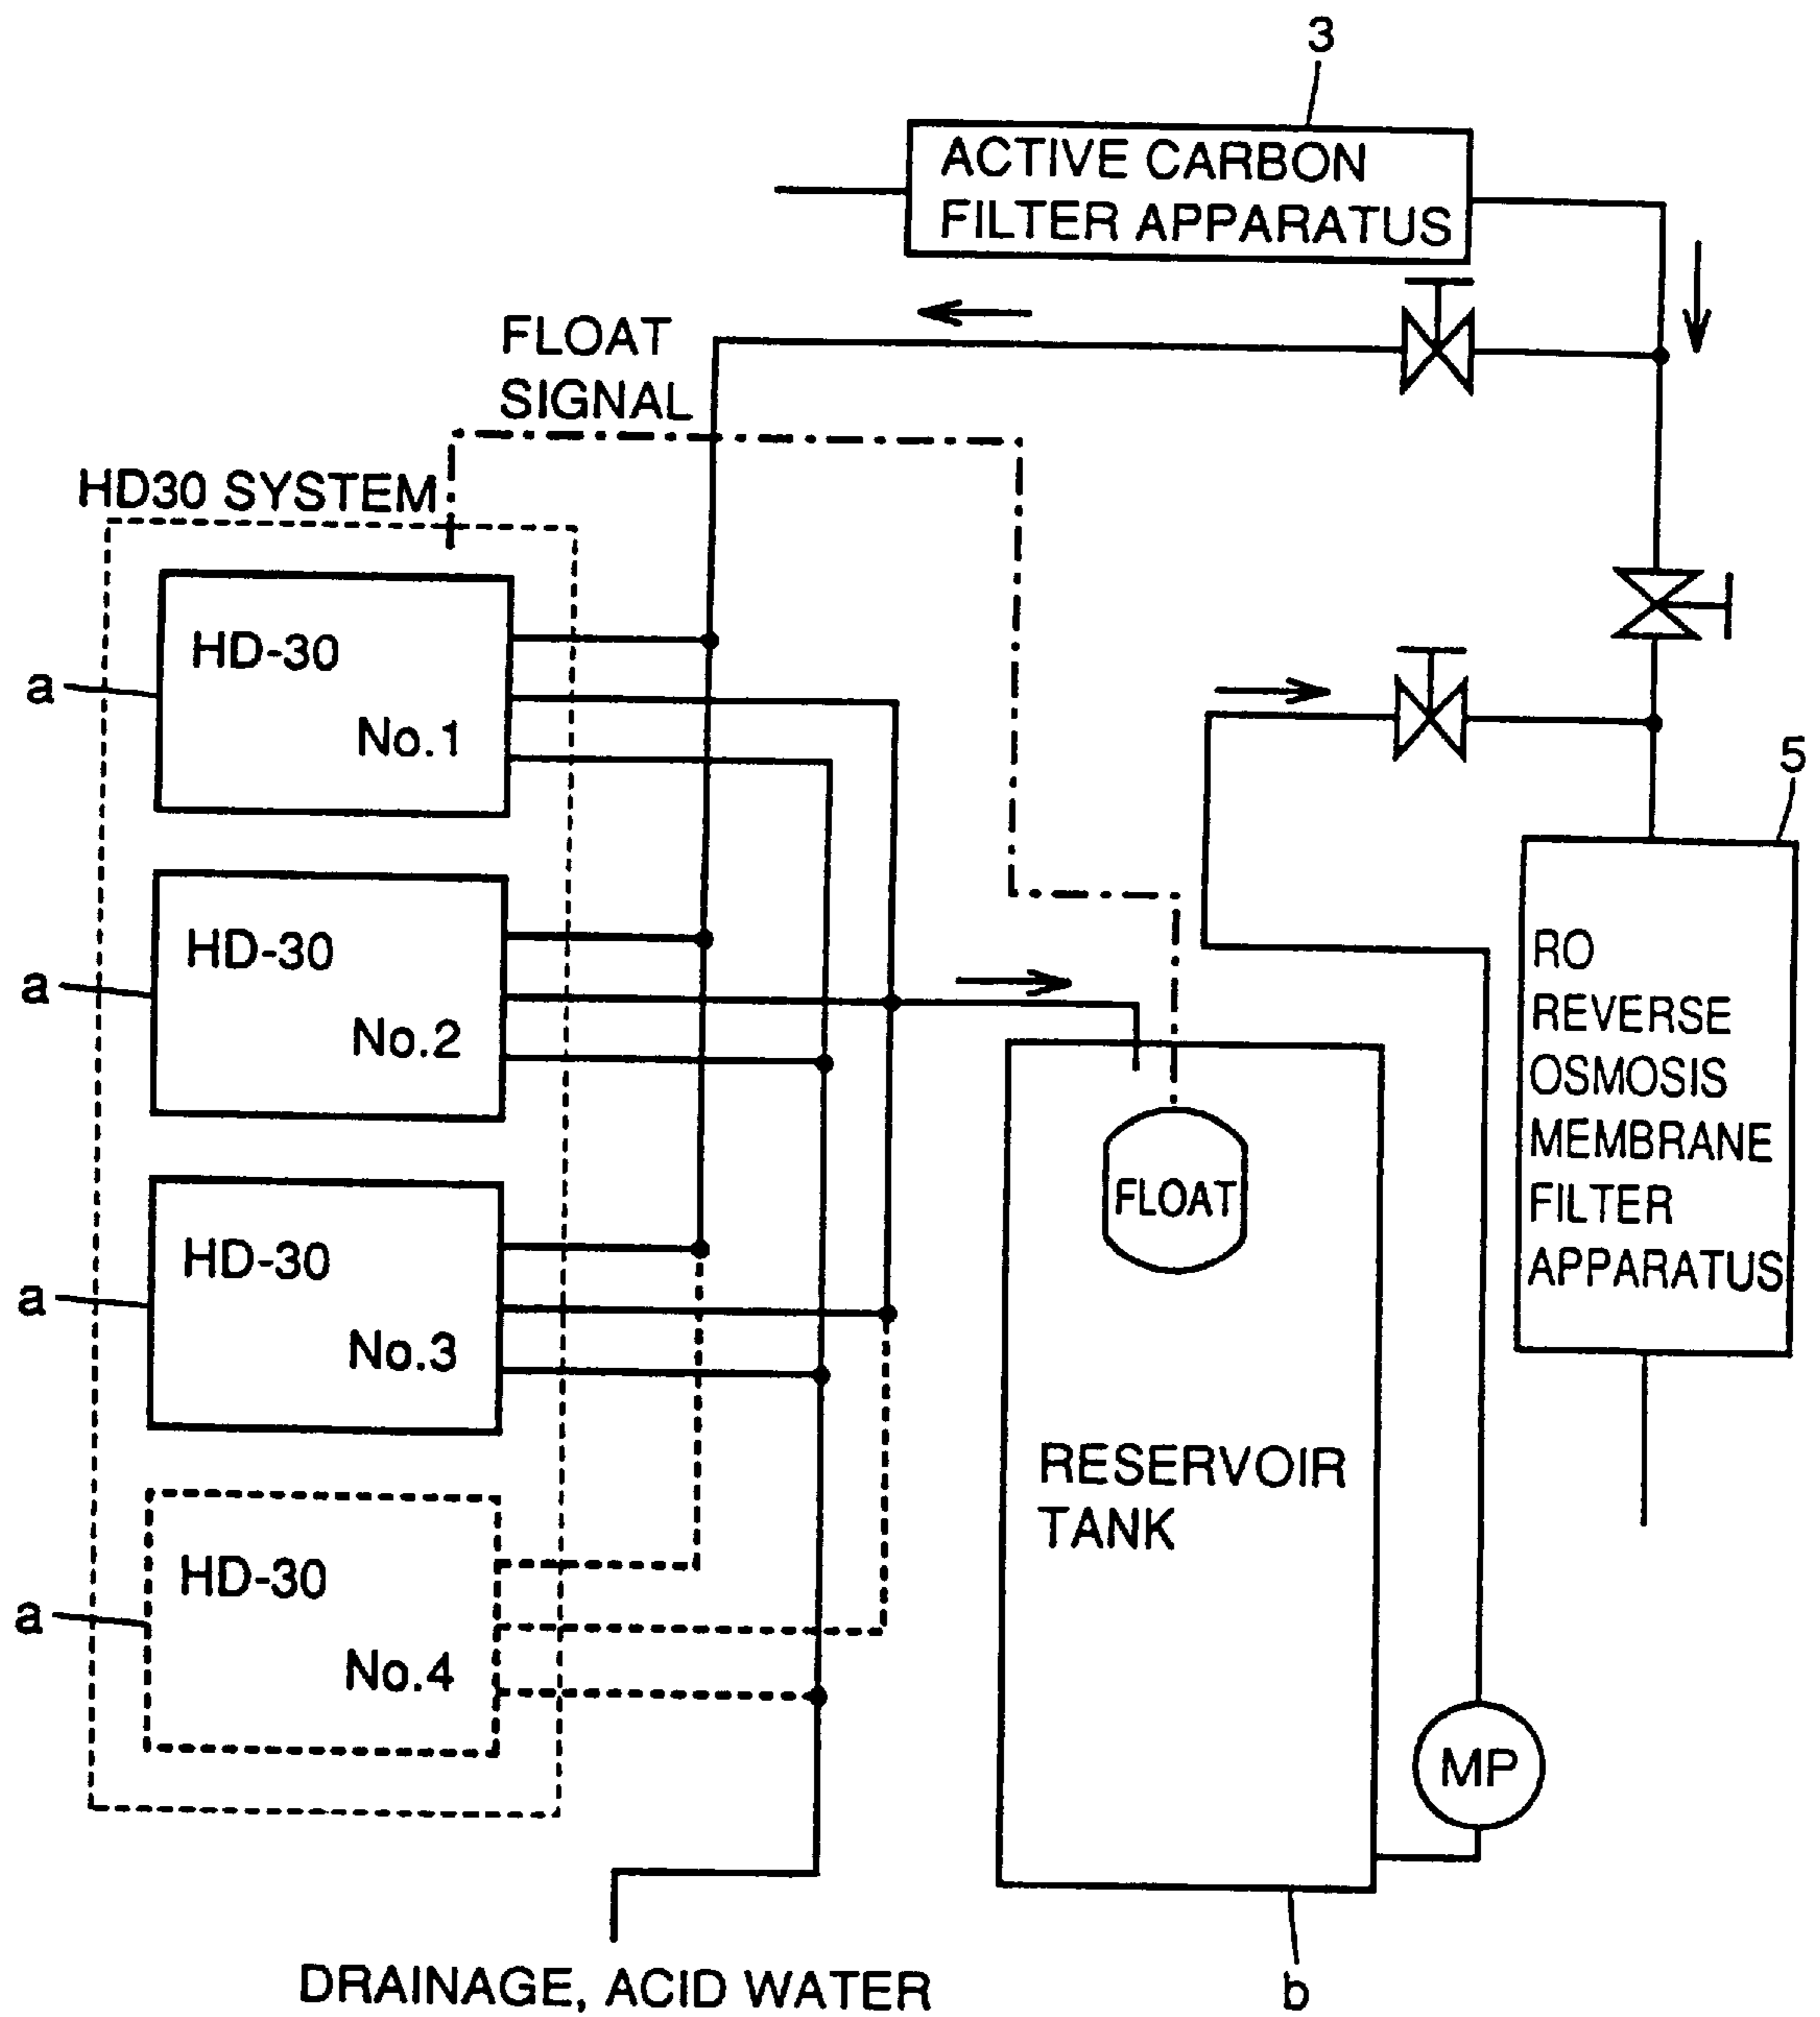 3
ACTIVE CARBON
FILTER APPARATUS
FLOAT
SIGNAL
HD30 SYSTEM
HD-30
No.1
a
5
HD-30
No.2
a
RO
REVERSE
OSMOSIS
MEMBRANE
FILTER
APPARATUS
FLOAT
HD-30
No.3
a
RESERVOIR
TANK
HD-30
No.4
a
MP
DRAINAGE, ACID WATER
b